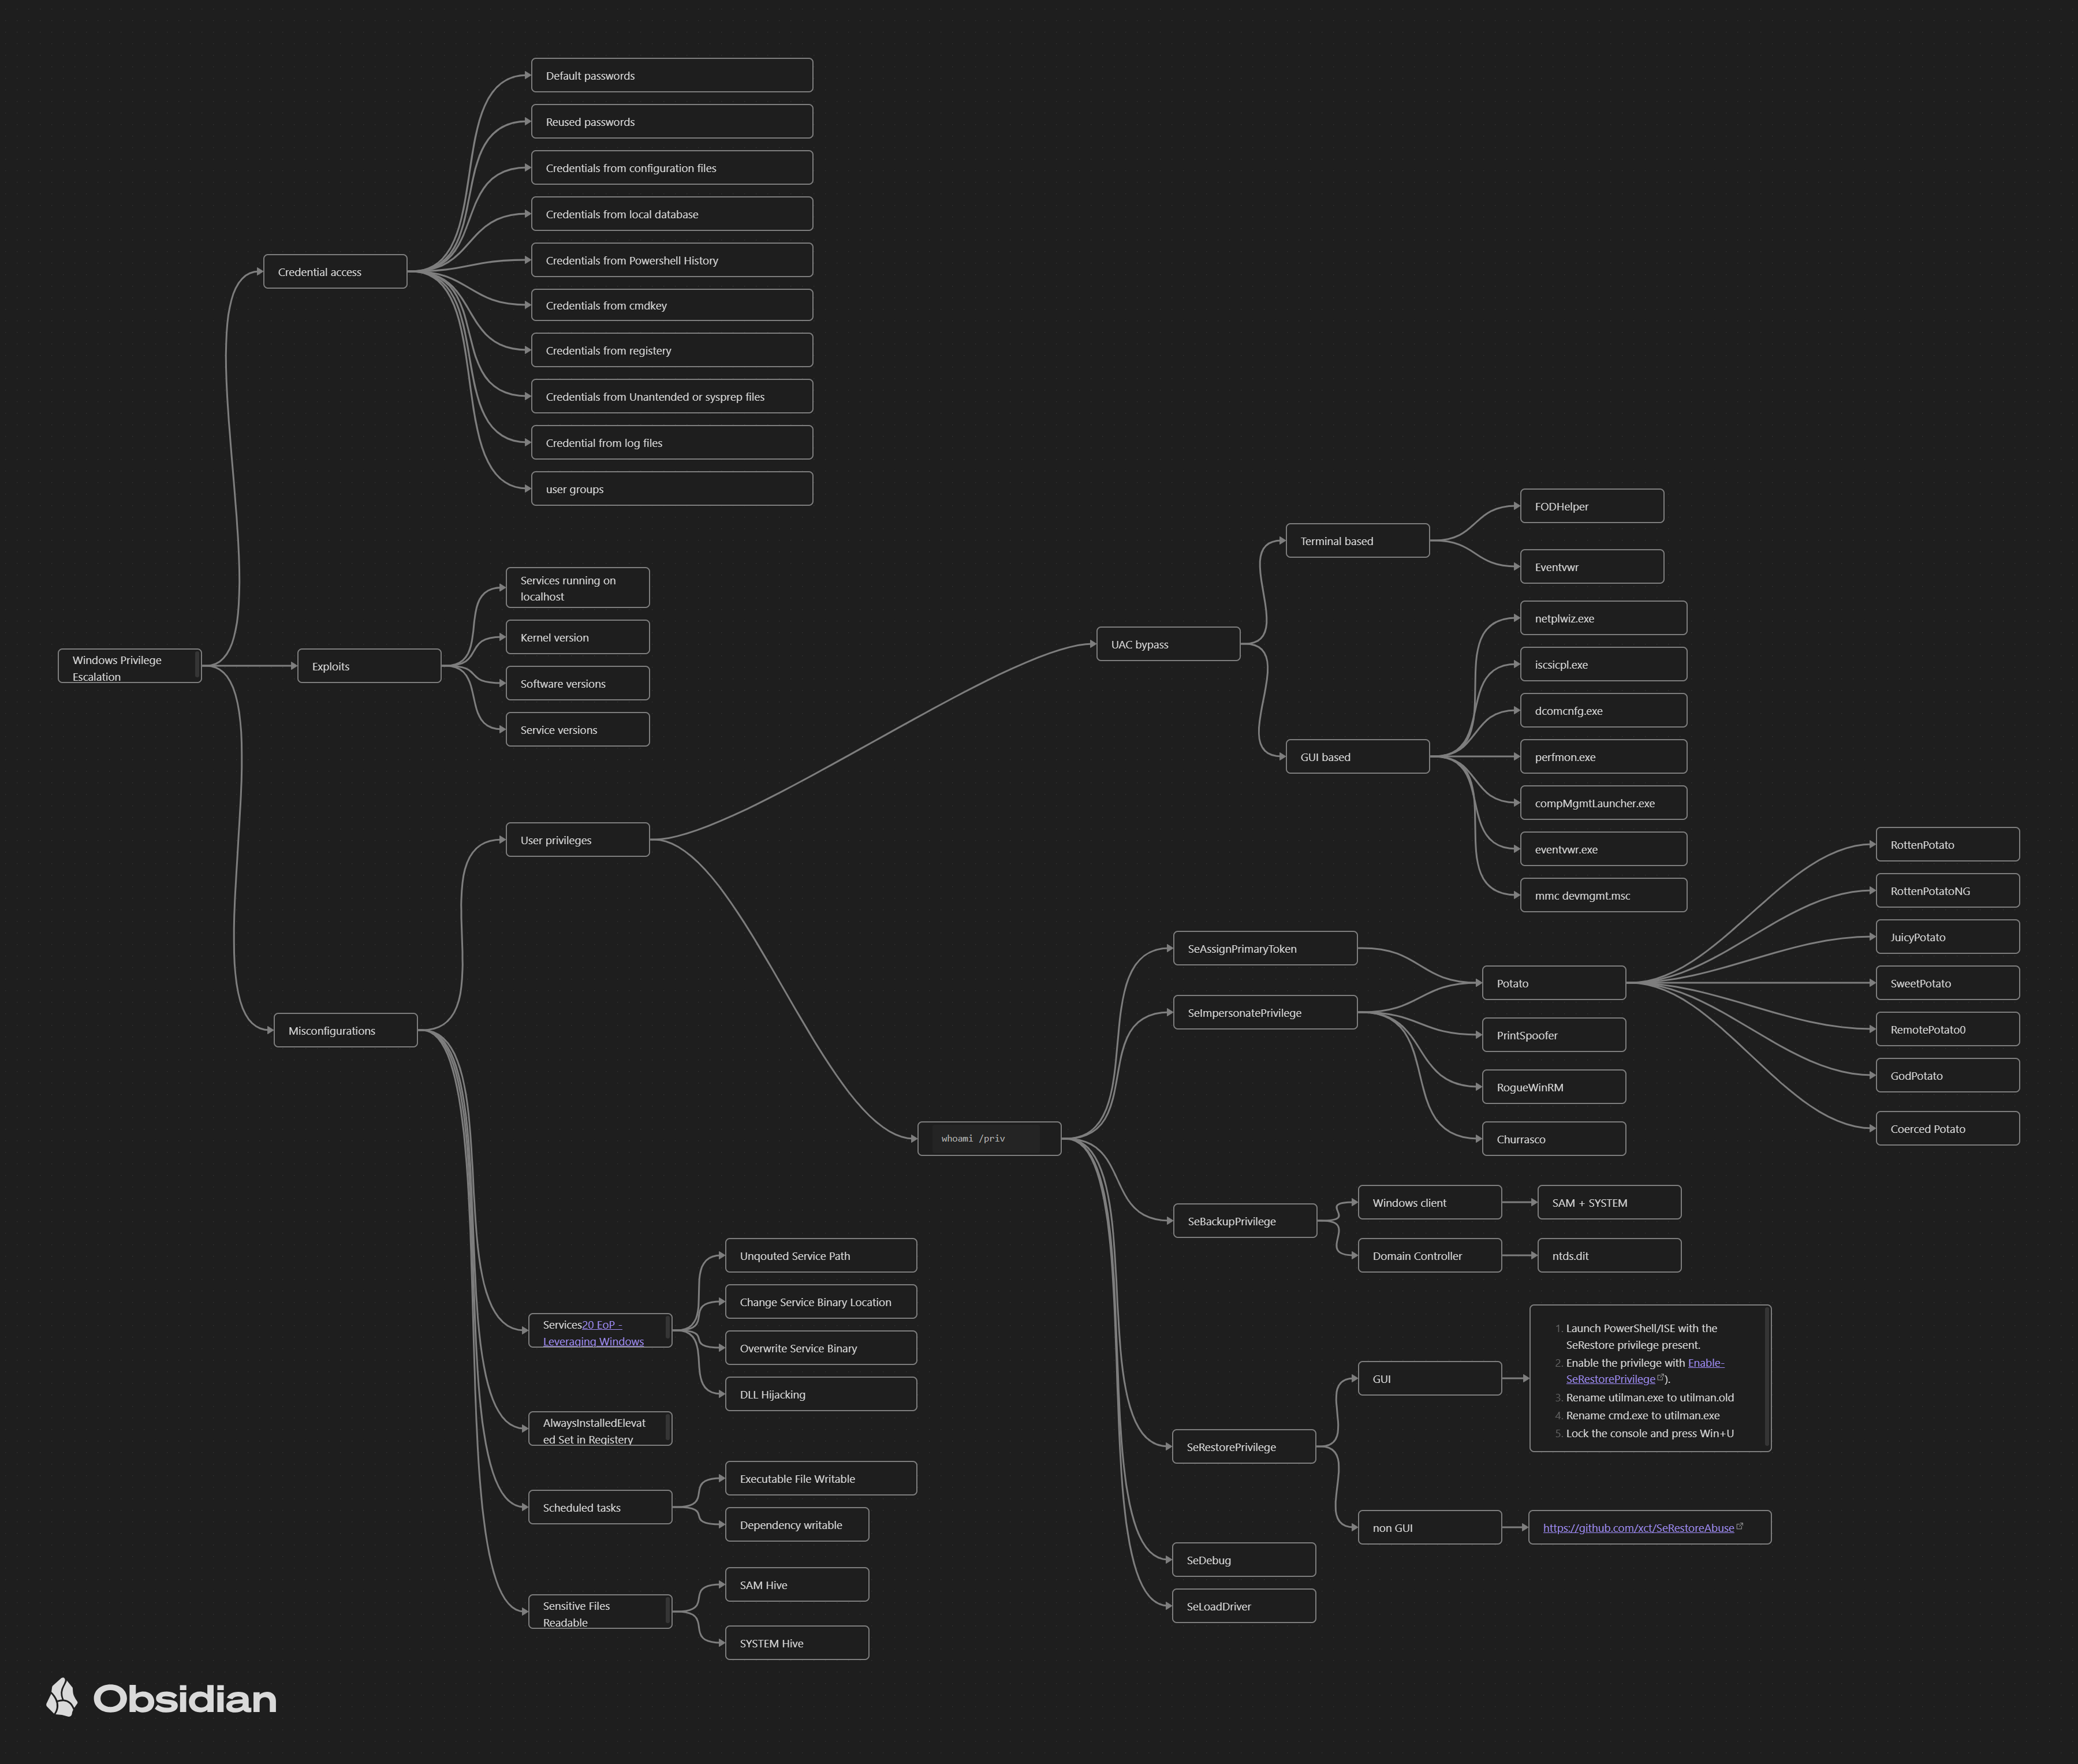 Windows Privilege
Escalation
Credential access
Default passwords
Reused passwords
Credentials from configuration files
Credentials from local database
Credentials from Powershell History
Credentials from cmdkey
Credentials from registery
Credentials from Unantended or sysprep files
Credential from log files
user groups
Exploits
Services running on
localhost
Kernel version
Software versions
Service versions
Misconfigurations
User privileges
UAC bypass
Terminal based
FODHelper
Eventvwr
GUI based
netplwiz.exe
iscsicpl.exe
dcomcnfg.exe
perfmon.exe
compMgmtLauncher.exe
eventvwr.exe
mmc devmgmt.msc
whoami /priv
SeAssignPrimaryToken
SeImpersonatePrivilege
Potato
RottenPotato
RottenPotatoNG
JuicyPotato
SweetPotato
RemotePotato0
GodPotato
Coerced Potato
PrintSpoofer
RogueWinRM
Churrasco
SeBackupPrivilege
Windows client
SAM + SYSTEM
Domain Controller
ntds.dit
SeRestorePrivilege
GUI
1. Launch PowerShell/ISE with the
SeRestore privilege present.
2. Enable the privilege with Enable-
SeRestorePrivilege).
3. Rename utilman.exe to utilman.old
4. Rename cmd.exe to utilman.exe
5. Lock the console and press Win+U
non GUI
https://github.com/xct/SeRestoreAbuse
SeDebug
SeLoadDriver
Services20 EoP -
Leveraging Windows
Unqouted Service Path
Change Service Binary Location
Overwrite Service Binary
DLL Hijacking
AlwaysInstalledElevat
ed Set in Registery
Scheduled tasks
Executable File Writable
Dependency writable
Sensitive Files
Readable
SAM Hive
SYSTEM Hive
Obsidian